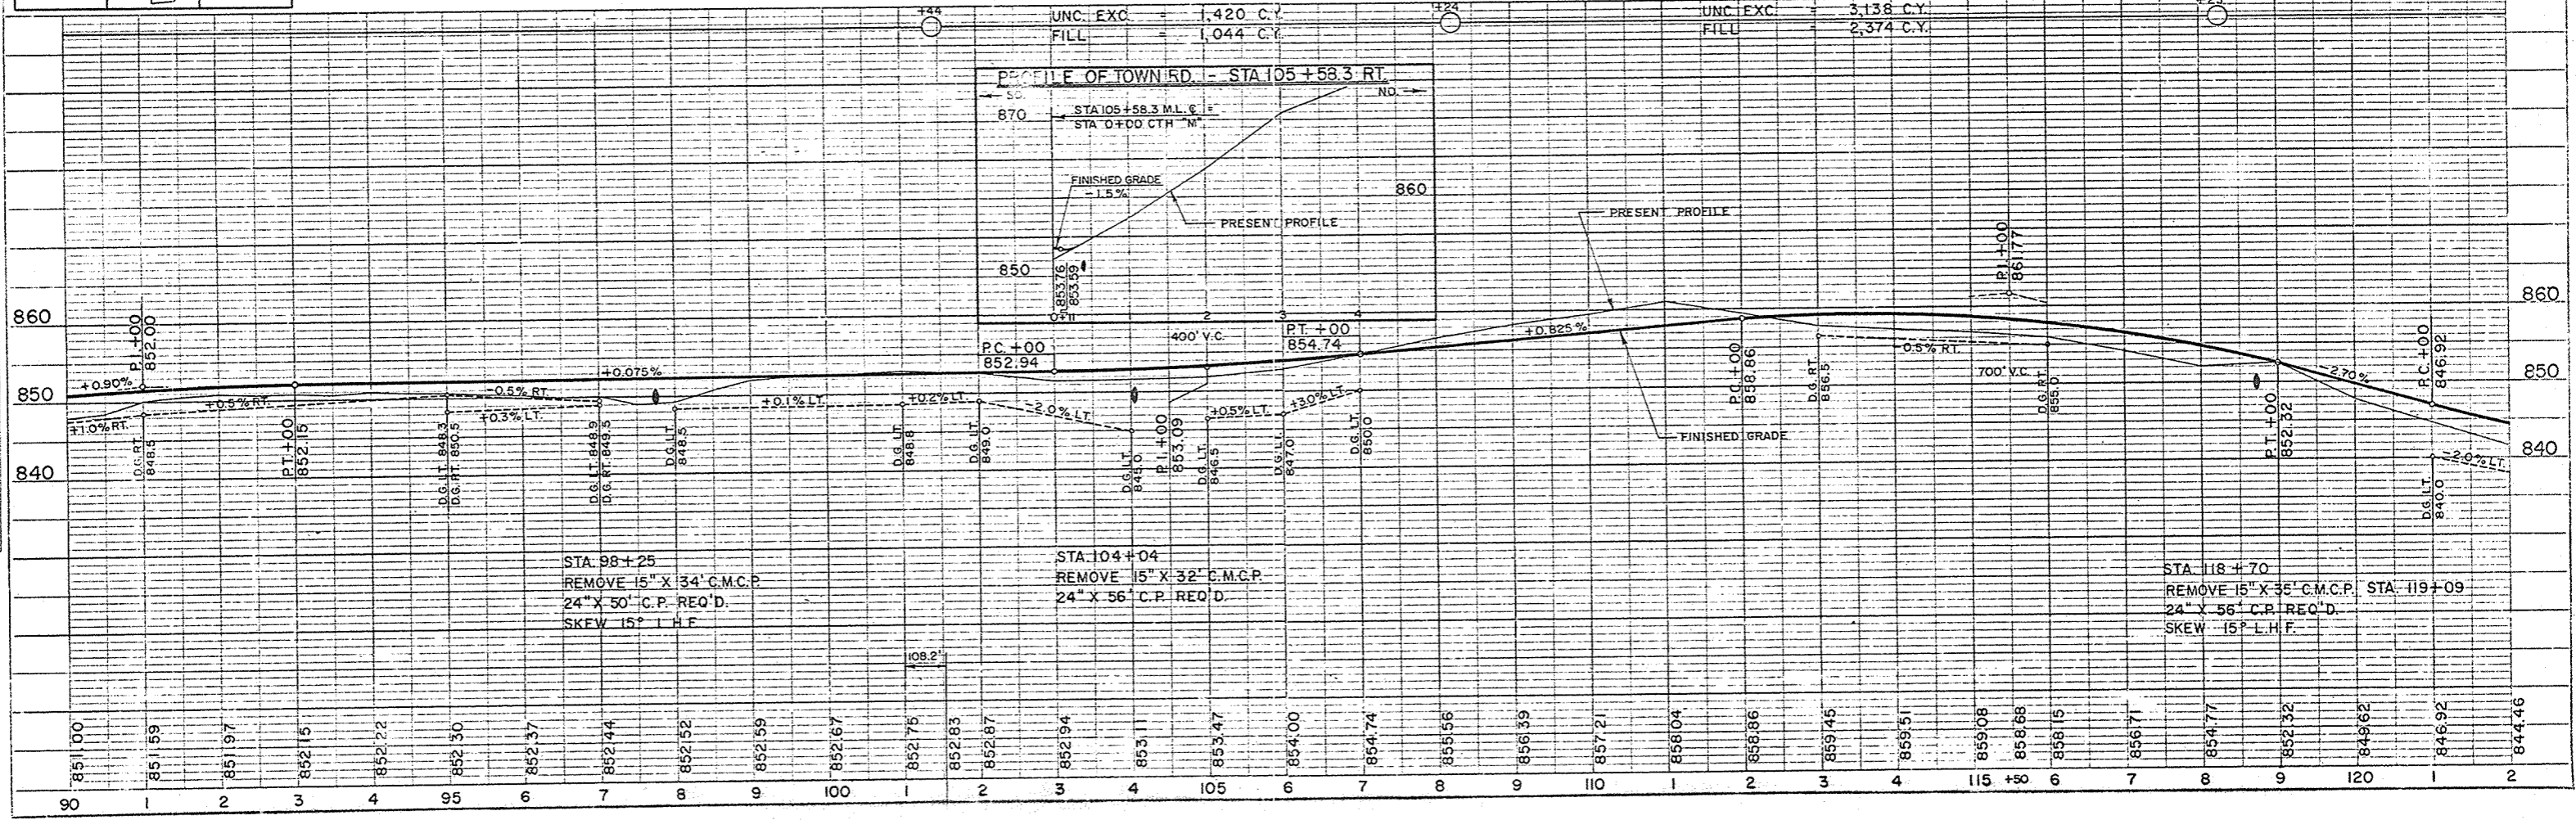 +44
UNC. EXC. = 1,420 C.Y.
FILL = 1,044 C.Y.
+24
UNC. EXC. = 3,138 C.Y.
FILL = 2,374 C.Y.
PROFILE OF TOWN RD. - STA 105+58.3 RT.
SO.
NO.
870
STA 105+58.3 M.L. ℄ =
STA 0+00 CTH "M"
FINISHED GRADE
-1.5%
860
PRESENT PROFILE
850
853.76
853.59
0+11
2
3
4
PRESENT PROFILE
P.I.+00
861.77
860
860
P.I.+00
852.00
+0.90%
+0.075%
P.C.+00
852.94
400' V.C.
P.T.+00
854.74
+0.825%
-0.5% RT.
700' V.C.
-2.70%
P.C.+00
846.92
850
850
+1.0% RT.
+0.5% RT.
-0.5% RT.
+0.3% LT.
+0.1% LT.
+0.2% LT.
-2.0% LT.
+0.5% LT.
+3.0% LT.
FINISHED GRADE
-2.0% LT.
840
840
D.G. RT.
848.5
P.T.+00
852.15
D.G. LT. 848.3
D.G. RT. 850.5
D.G. LT. 848.9
D.G. RT. 849.5
D.G. LT.
848.5
D.G. LT.
848.8
D.G. LT.
849.0
D.G. LT.
845.0
P.I.+00
853.09
D.G. LT.
846.5
D.G. LT.
847.0
D.G. LT.
850.0
P.C.+00
858.86
D.G. RT.
856.5
D.G. RT.
855.0
P.T.+00
852.32
D.G. LT.
840.0
STA. 98+25
REMOVE 15" X 34' C.M.C.P.
24" X 50' C.P. REQ'D.
SKEW 15° L.H.F.
STA. 104+04
REMOVE 15" X 32' C.M.C.P.
24" X 56' C.P. REQ'D.
STA. 118+70
REMOVE 15" X 35' C.M.C.P. STA. 119+09
24" X 56' C.P. REQ'D.
SKEW 15° L.H.F.
108.2'
851.00
851.59
851.97
852.15
852.22
852.30
852.37
852.44
852.52
852.59
852.67
852.75
852.83
852.87
852.94
853.11
853.47
854.00
854.74
855.56
856.39
857.21
858.04
858.86
859.45
859.51
859.08
858.68
858.15
856.71
854.77
852.32
849.62
846.92
844.46
90 1 2 3 4 95 6 7 8 9 100 1 2 3 4 105 6 7 8 9 110 1 2 3 4 115 +50 6 7 8 9 120 1 2